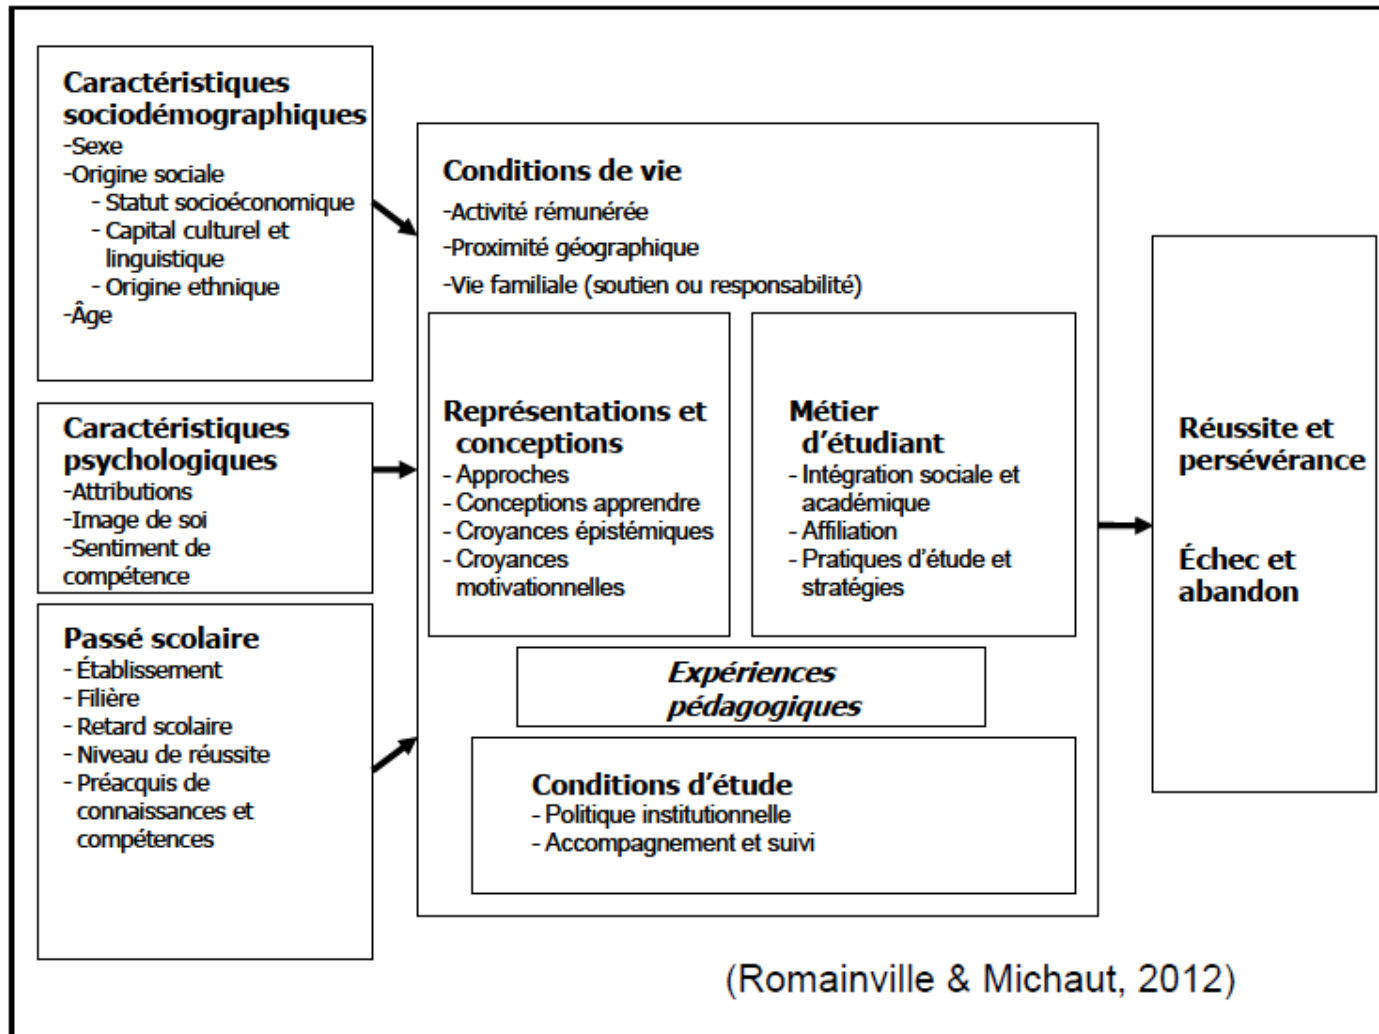 Caractéristiques
sociodémographiques
-Sexe
-Origine sociale
- Statut socioéconomique
- Capital culturel et
linguistique
- Origine ethnique
-Âge
Caractéristiques
psychologiques
-Attributions
-Image de soi
-Sentiment de
compétence
Passé scolaire
- Établissement
- Filière
- Retard scolaire
- Niveau de réussite
- Préacquis de
connaissances et
compétences
Conditions de vie
-Activité rémunérée
-Proximité géographique
-Vie familiale (soutien ou responsabilité)
Représentations et
conceptions
- Approches
- Conceptions apprendre
- Croyances épistémiques
- Croyances
motivationnelles
Métier
d'étudiant
- Intégration sociale et
académique
- Affiliation
- Pratiques d'étude et
stratégies
Expériences
pédagogiques
Conditions d'étude
- Politique institutionnelle
- Accompagnement et suivi
Réussite et
persévérance
Échec et
abandon
(Romainville & Michaut, 2012)